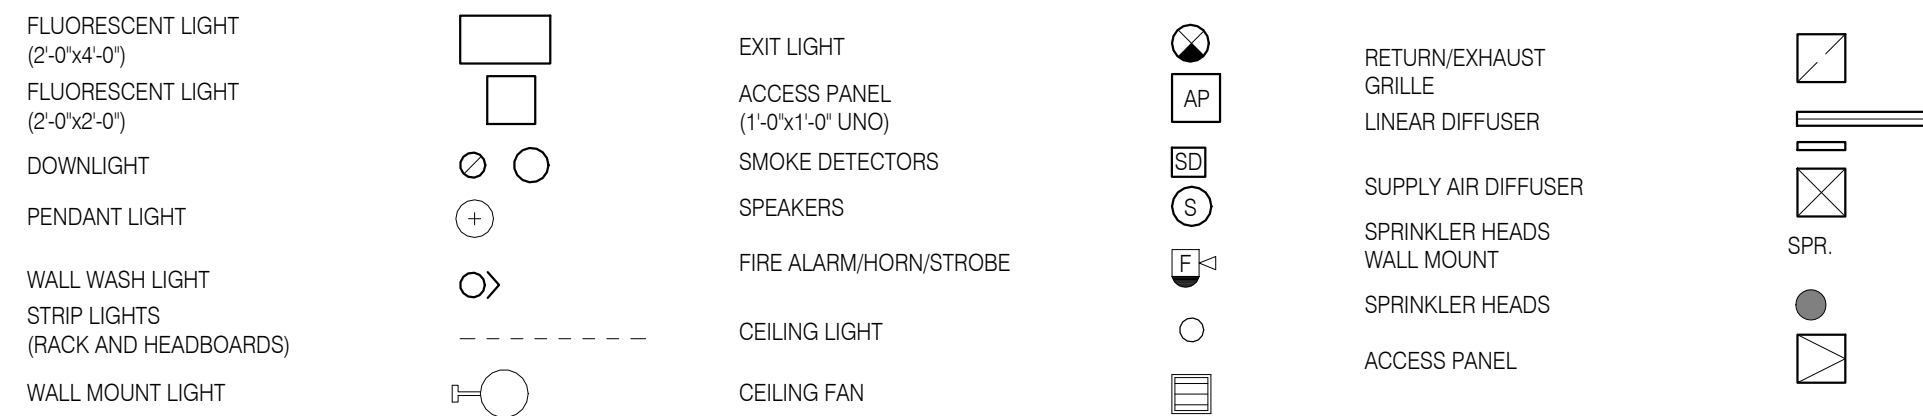 FLUORESCENT LIGHT
(2'-0"x4'-0")
FLUORESCENT LIGHT
(2'-0"x2'-0")
DOWNLIGHT
PENDANT LIGHT
WALL WASH LIGHT
STRIP LIGHTS
(RACK AND HEADBOARDS)
WALL MOUNT LIGHT
EXIT LIGHT
ACCESS PANEL
(1'-0"x1'-0" UNO)
AP
SMOKE DETECTORS
SD
SPEAKERS
S
FIRE ALARM/HORN/STROBE
F
CEILING LIGHT
CEILING FAN
RETURN/EXHAUST
GRILLE
LINEAR DIFFUSER
SUPPLY AIR DIFFUSER
SPRINKLER HEADS
WALL MOUNT
SPR.
SPRINKLER HEADS
ACCESS PANEL